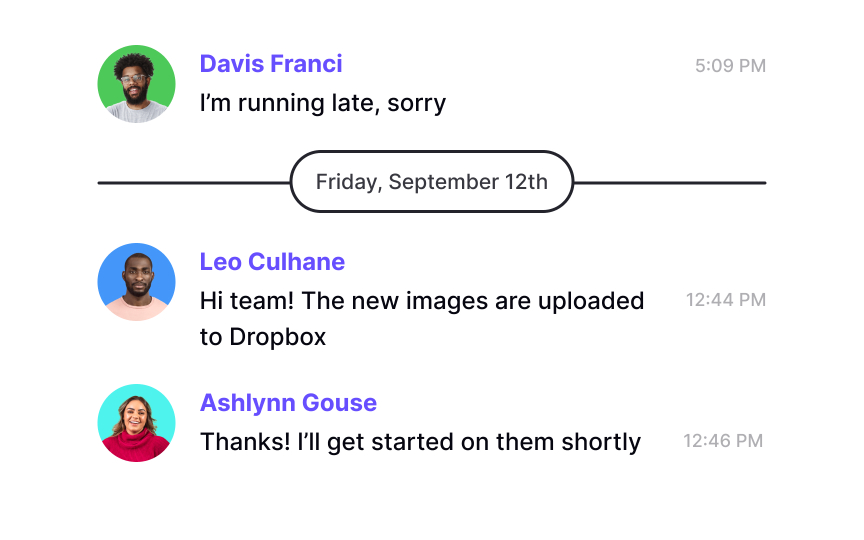 Davis Franci
5:09 PM
I’m running late, sorry
Friday, September 12th
Leo Culhane
Hi team! The new images are uploaded
12:44 PM
to Dropbox
Ashlynn Gouse
Thanks! I’ll get started on them shortly
12:46 PM